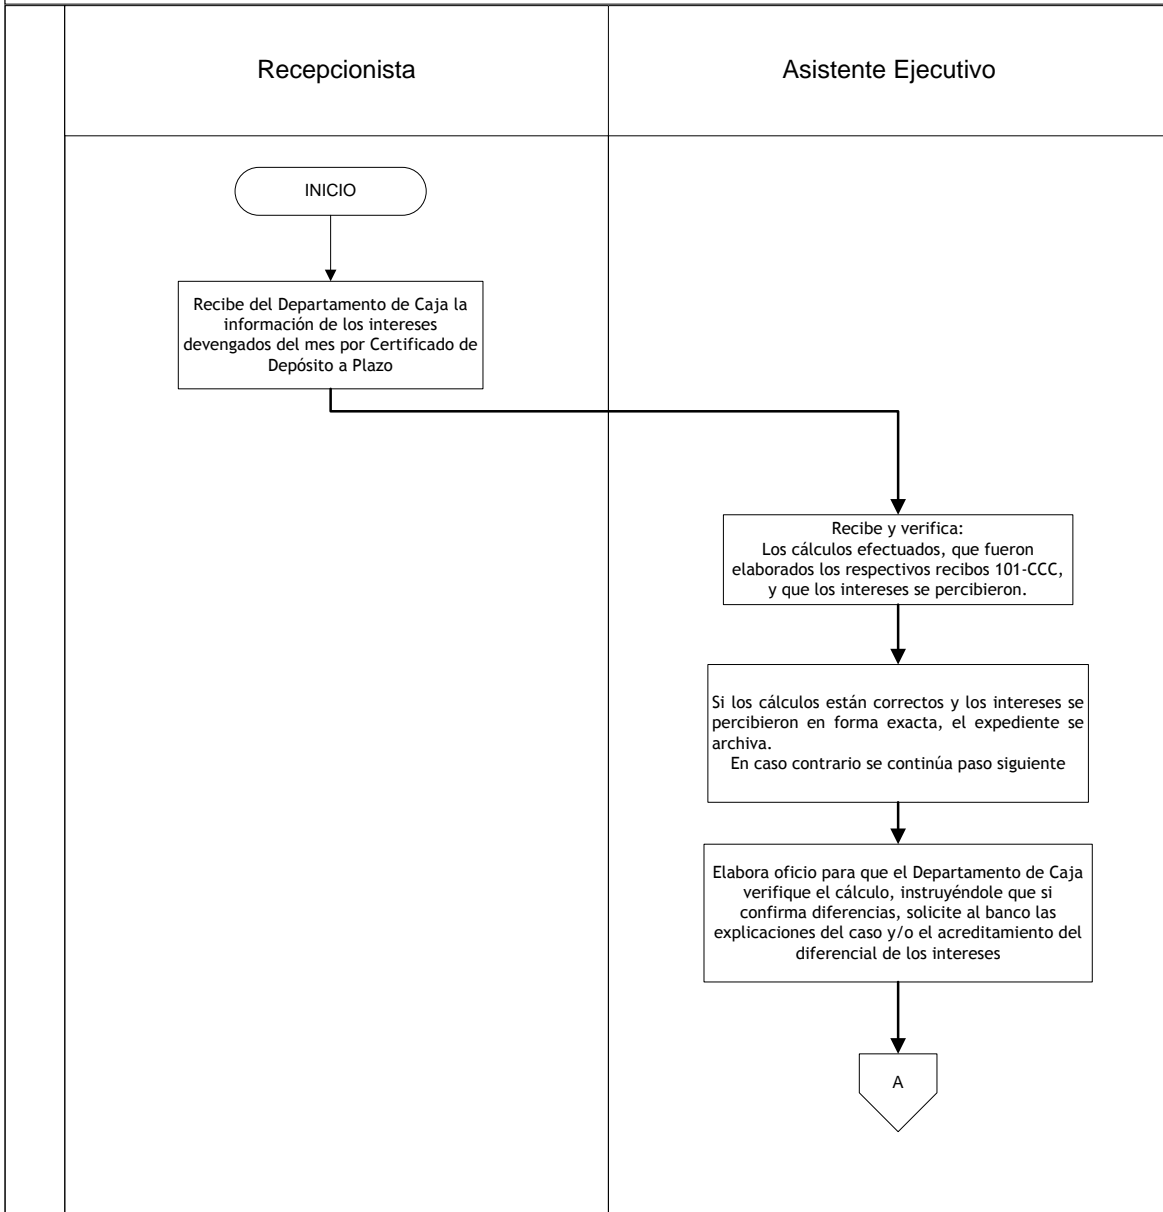 Recepcionista
Asistente Ejecutivo
INICIO
Recibe del Departamento de Caja la
información de los intereses
devengados del mes por Certificado de
Depósito a Plazo
Recibe y verifica:
Los cálculos efectuados, que fueron
elaborados los respectivos recibos 101-CCC,
y que los intereses se percibieron.
Si los cálculos están correctos y los intereses se
percibieron en forma exacta, el expediente se
archiva.
En caso contrario se continúa paso siguiente
Elabora oficio para que el Departamento de Caja
verifique el cálculo, instruyéndole que si
confirma diferencias, solicite al banco las
explicaciones del caso y/o el acreditamiento del
diferencial de los intereses
A